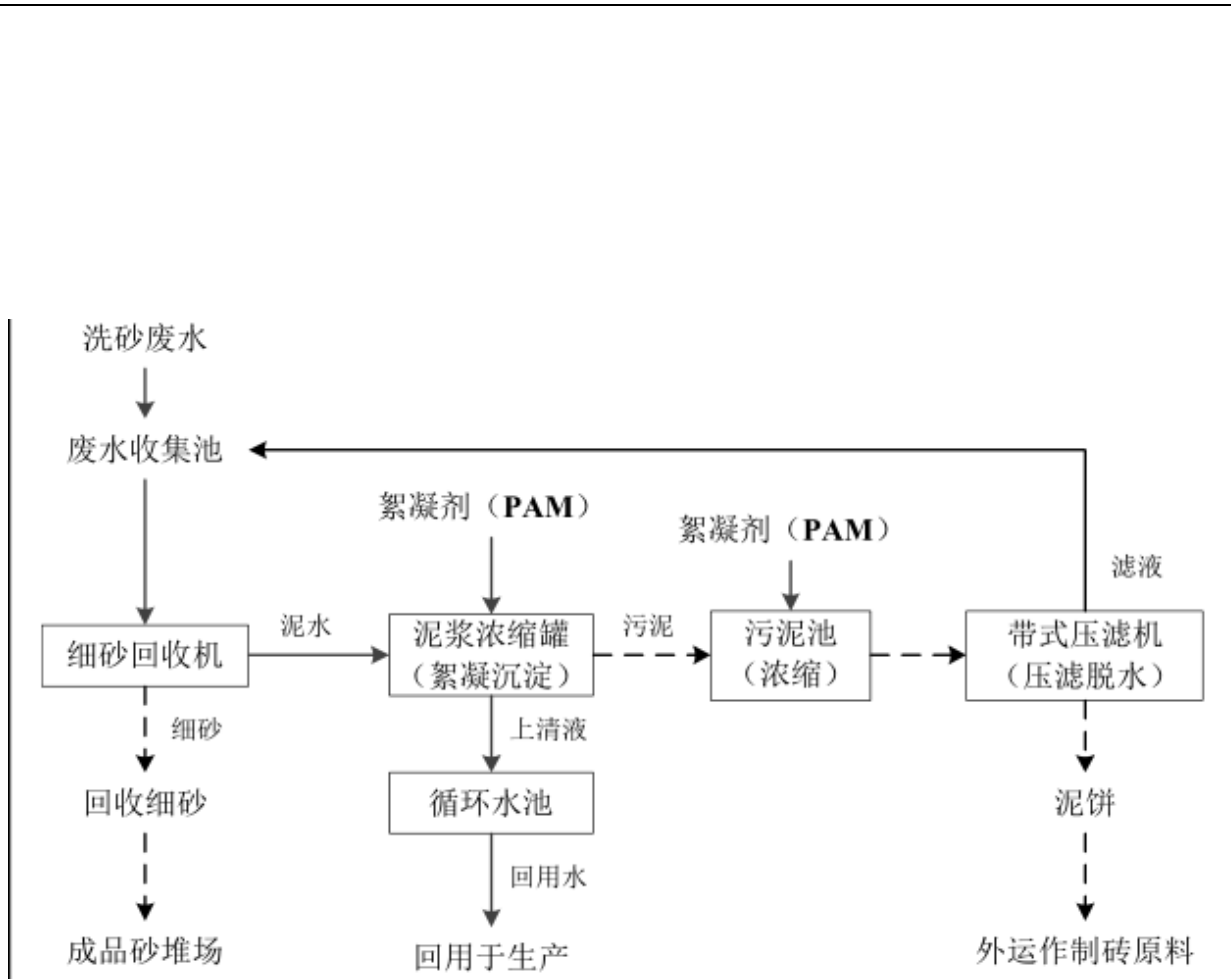 洗砂废水
废水收集池
絮凝剂（PAM）
絮凝剂（PAM）
滤液
细砂回收机
泥水
泥浆浓缩罐
（絮凝沉淀）
污泥
污泥池
（浓缩）
带式压滤机
（压滤脱水）
细砂
上清液
回收细砂
循环水池
泥饼
回用水
成品砂堆场
回用于生产
外运作制砖原料